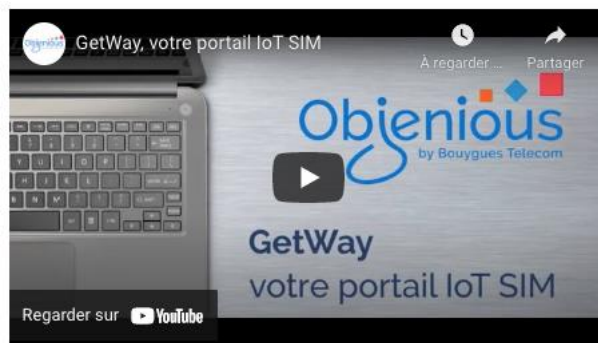 GetWay, votre portail IoT SIM
À regarder ...
Partager
Objenious
by Bouygues Telecom
GetWay
votre portail IoT SIM
Regarder sur YouTube